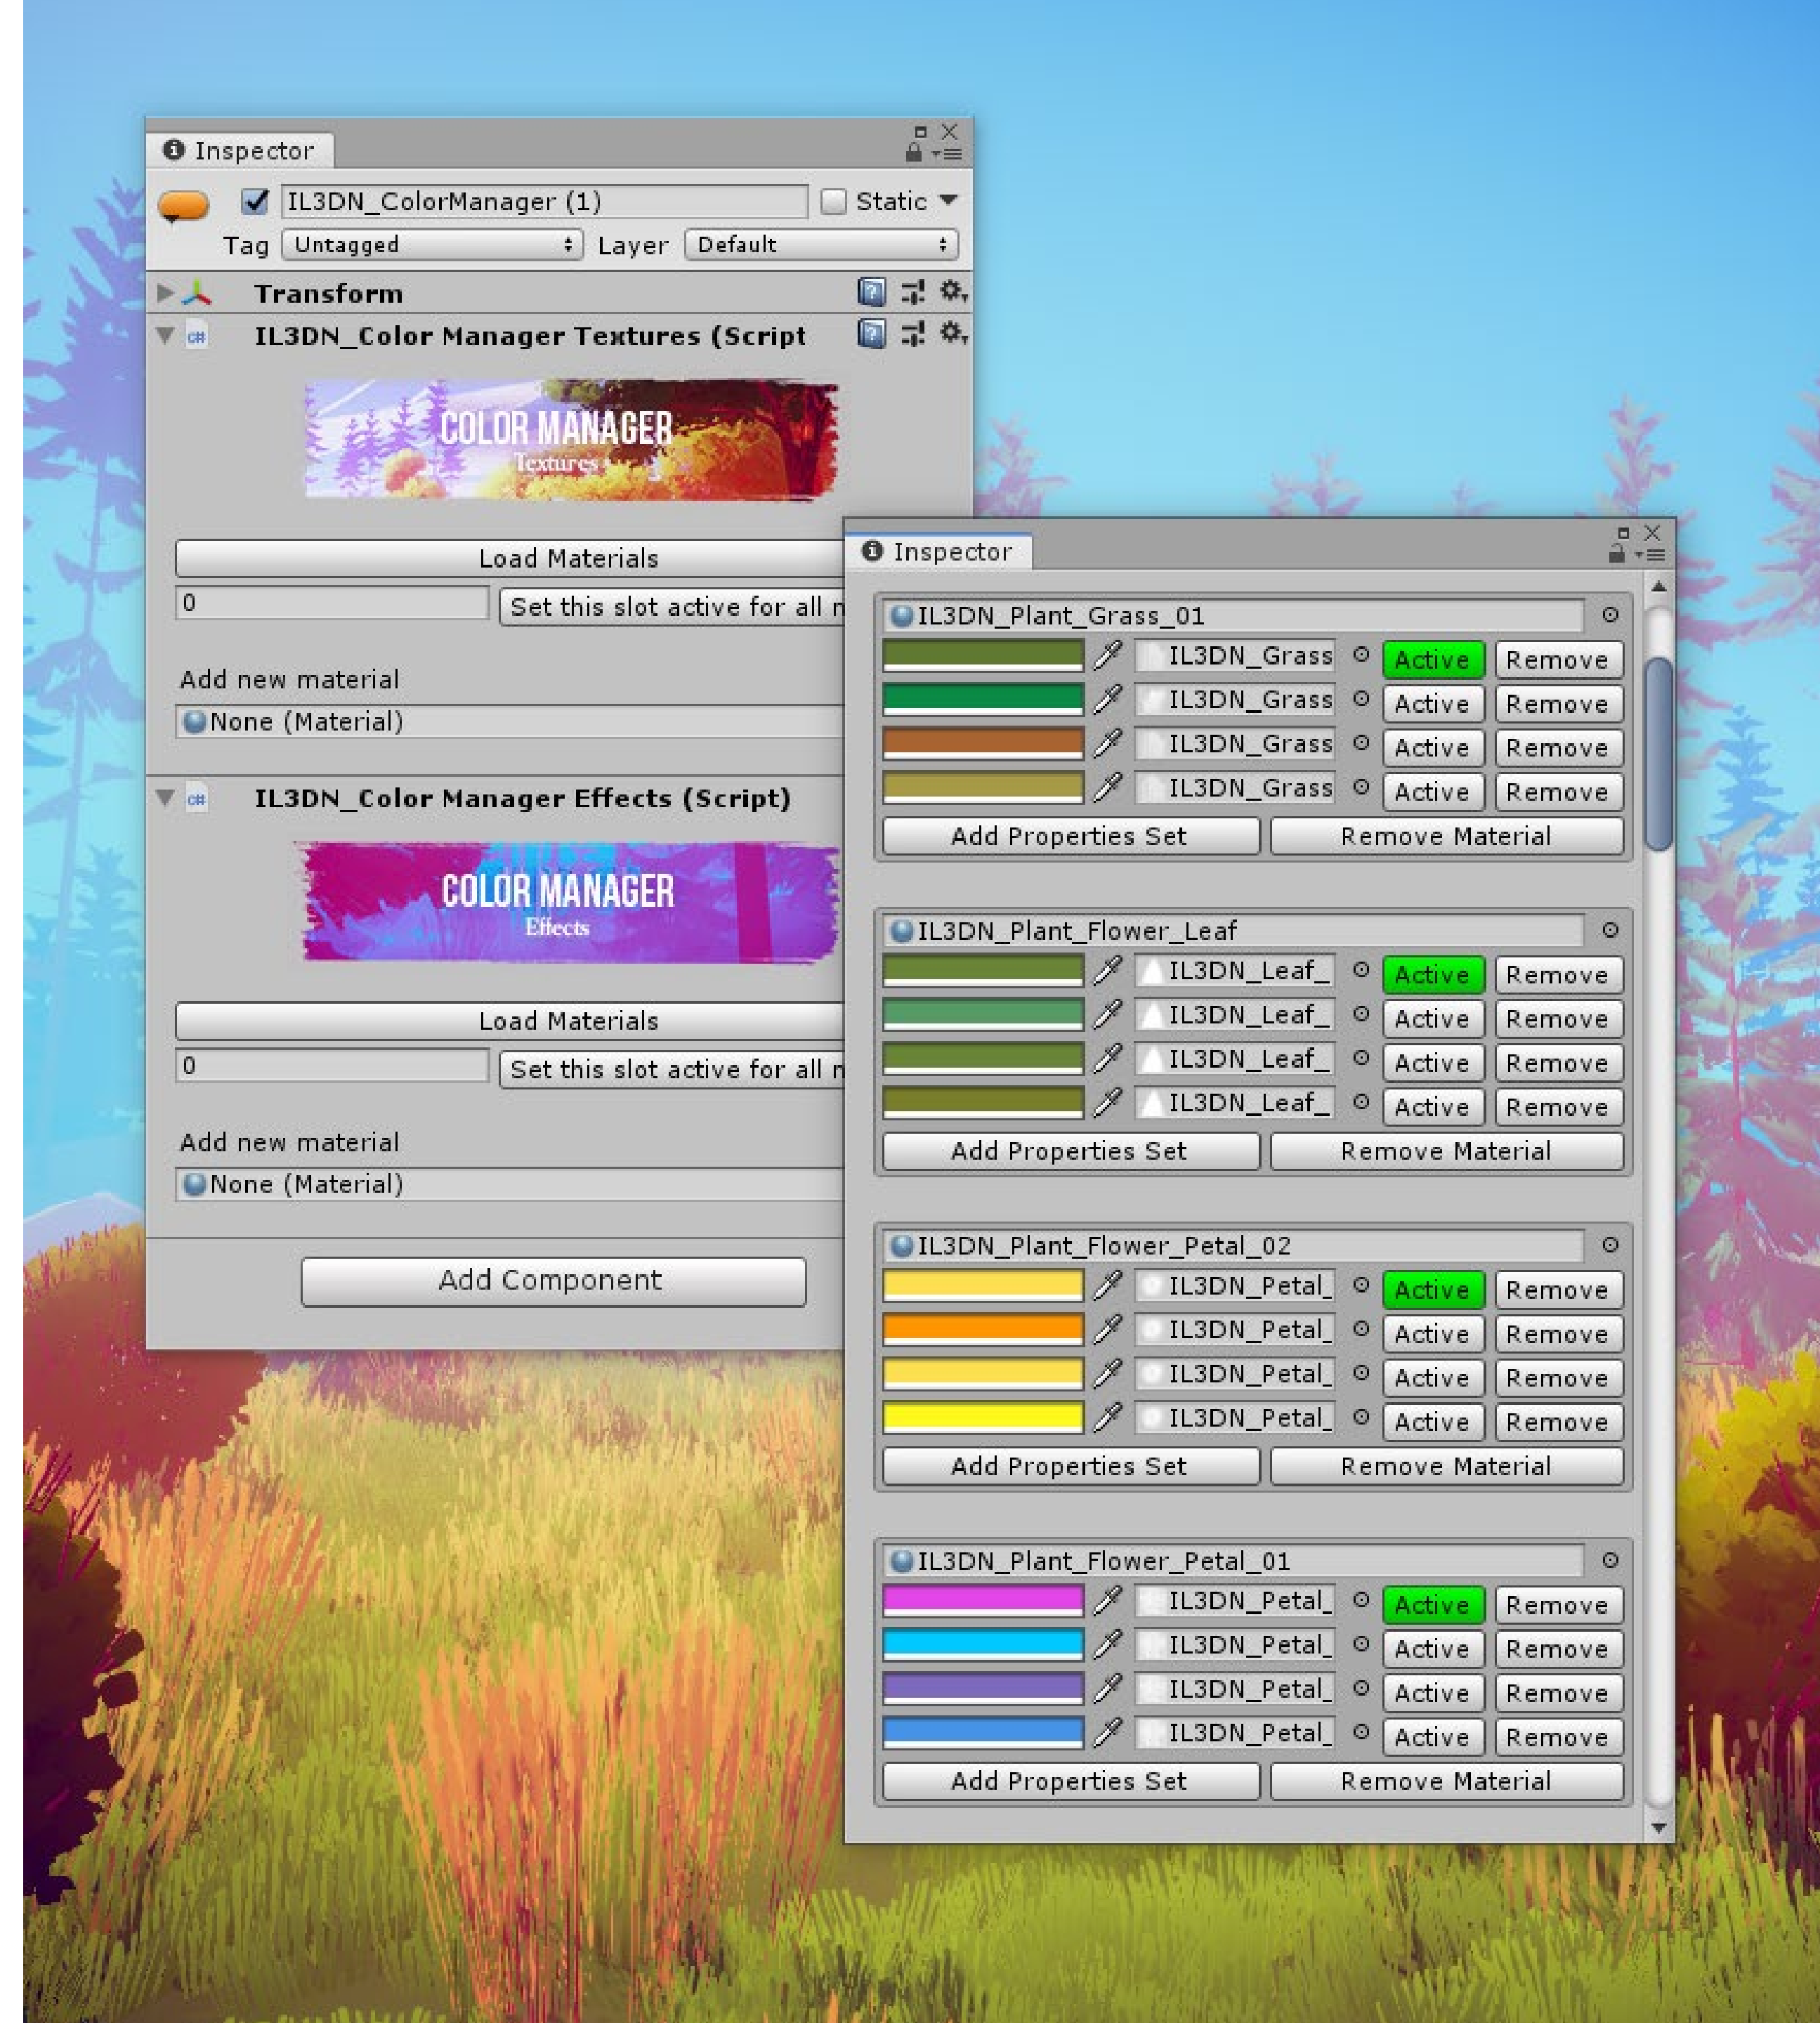 Inspector
IL3DN_ColorManager (1)
Static
Tag Untagged Layer Default
Transform
IL3DN_Color Manager Textures (Script
COLOR MANAGER
Textures
Load Materials
0 Set this slot active for all
Add new material
None (Material)
IL3DN_Color Manager Effects (Script)
COLOR MANAGER
Effects
Load Materials
0 Set this slot active for all
Add new material
None (Material)
Add Component
Inspector
IL3DN_Plant_Grass_01
IL3DN_Grass Active Remove
IL3DN_Grass Active Remove
IL3DN_Grass Active Remove
IL3DN_Grass Active Remove
Add Properties Set Remove Material
IL3DN_Plant_Flower_Leaf
IL3DN_Leaf_ Active Remove
IL3DN_Leaf_ Active Remove
IL3DN_Leaf_ Active Remove
IL3DN_Leaf_ Active Remove
Add Properties Set Remove Material
IL3DN_Plant_Flower_Petal_02
IL3DN_Petal_ Active Remove
IL3DN_Petal_ Active Remove
IL3DN_Petal_ Active Remove
IL3DN_Petal_ Active Remove
Add Properties Set Remove Material
IL3DN_Plant_Flower_Petal_01
IL3DN_Petal_ Active Remove
IL3DN_Petal_ Active Remove
IL3DN_Petal_ Active Remove
IL3DN_Petal_ Active Remove
Add Properties Set Remove Material